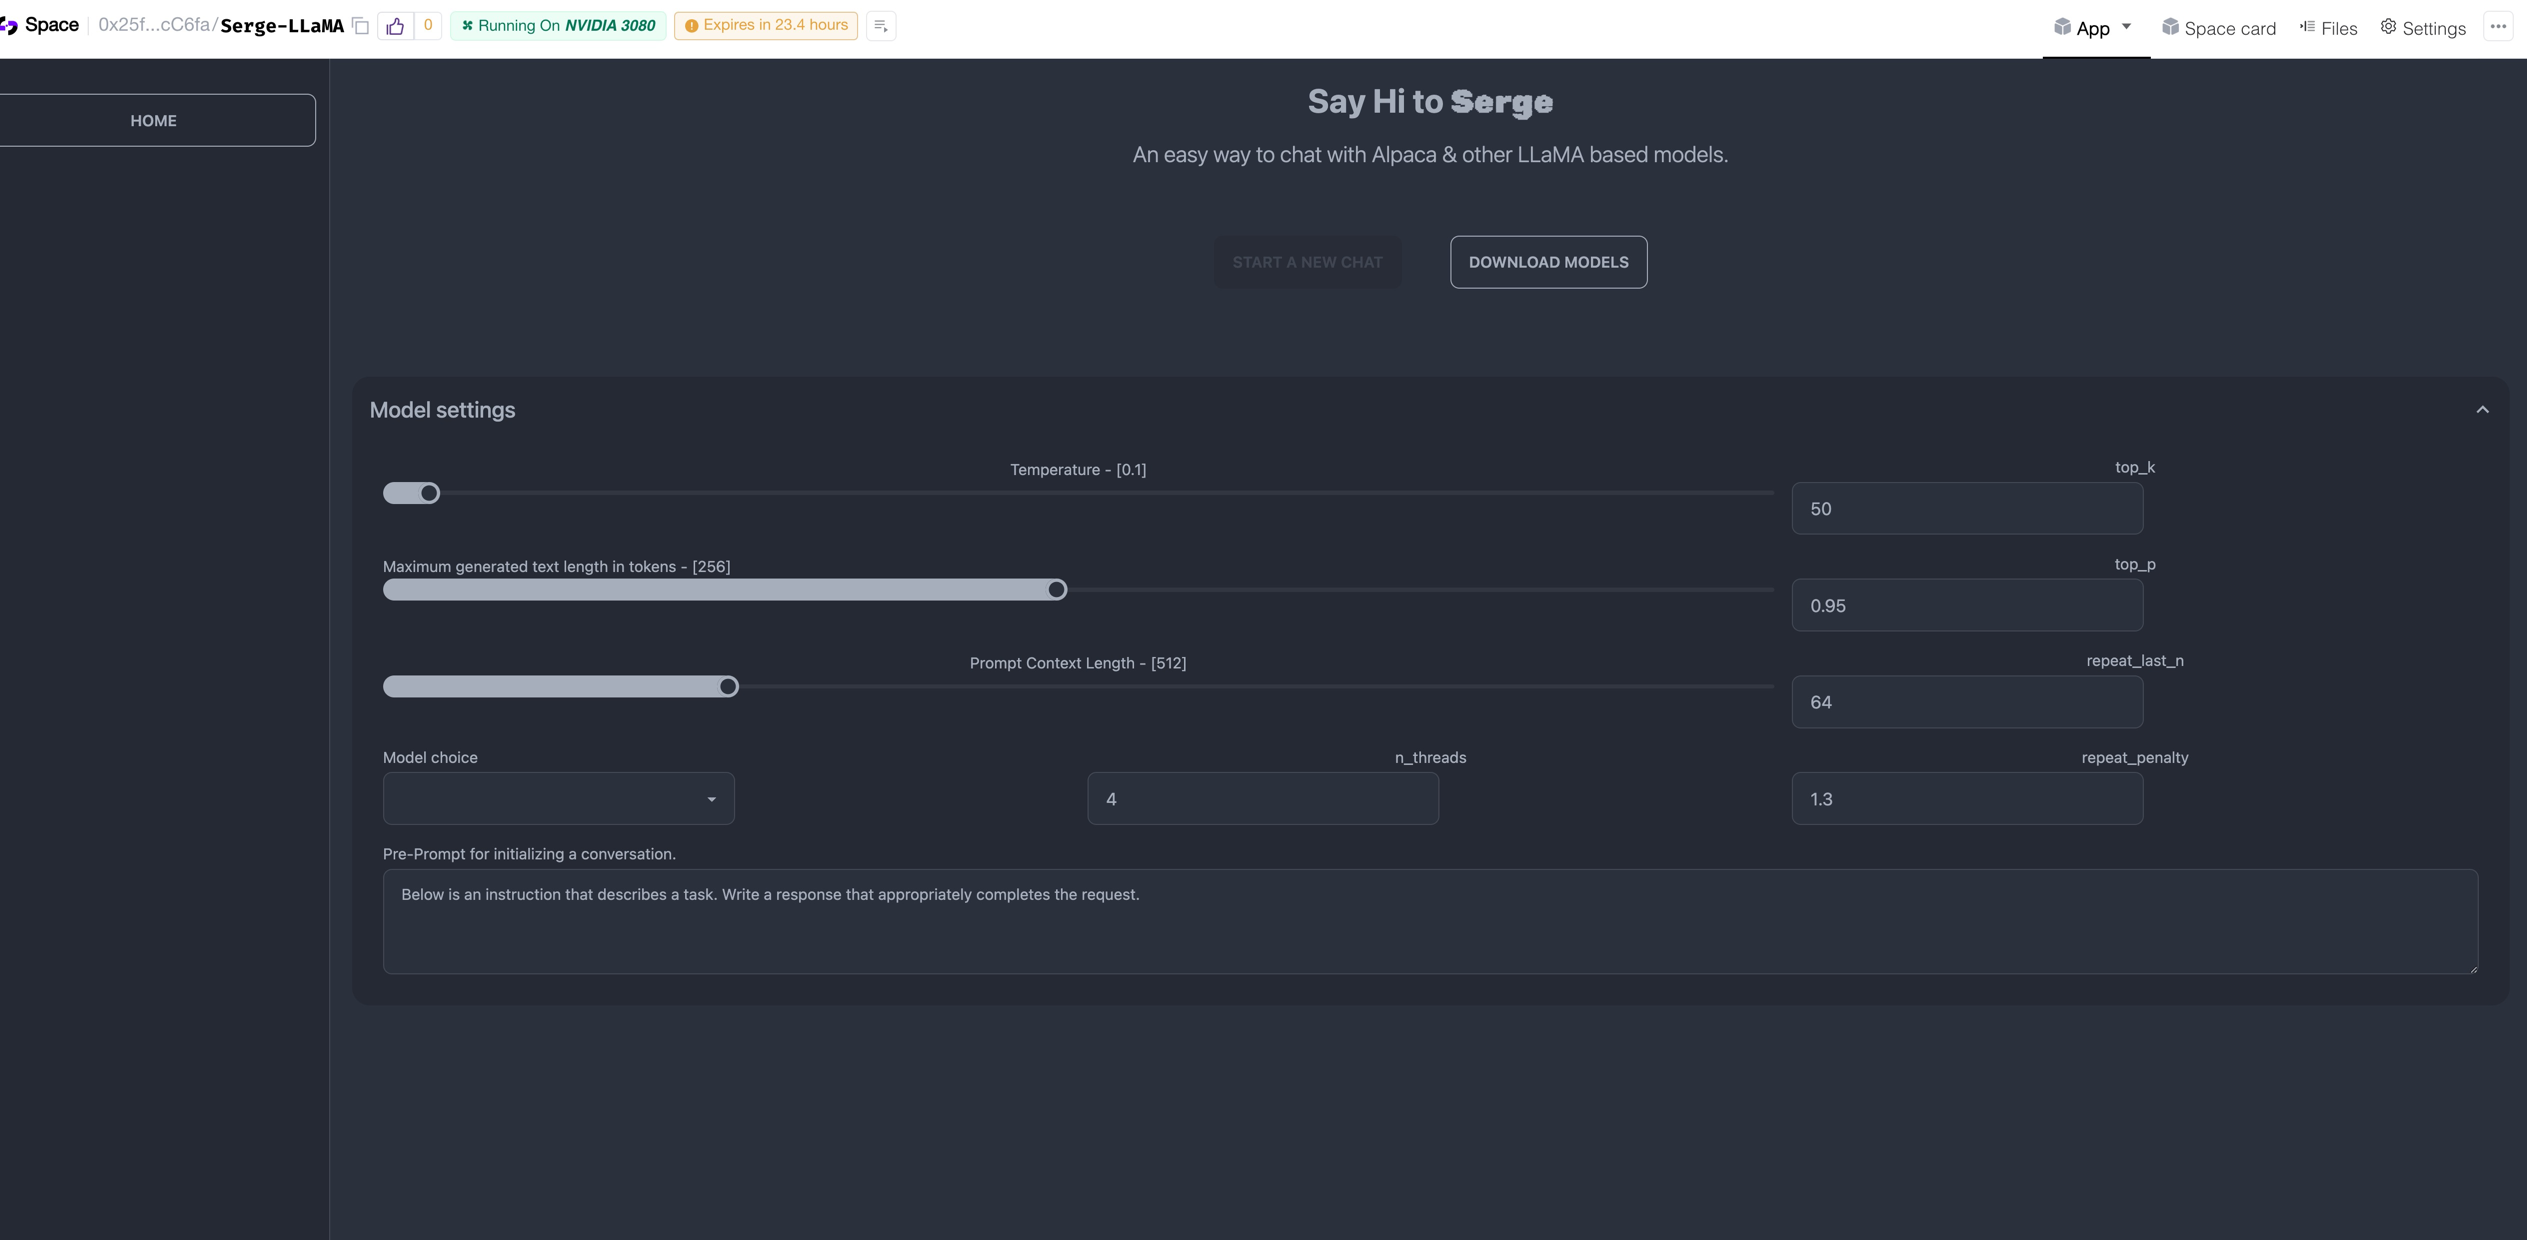 Space 0x25f...cC6fa/Serge-LLaMA 0 Running On NVIDIA 3080 Expires in 23.4 hours App Space card Files Settings
HOME
Say Hi to Serge
An easy way to chat with Alpaca & other LLaMA based models.
START A NEW CHAT DOWNLOAD MODELS
Model settings
Temperature - [0.1] top_k
50
Maximum generated text length in tokens - [256] top_p
0.95
Prompt Context Length - [512] repeat_last_n
64
Model choice n_threads repeat_penalty
4 1.3
Pre-Prompt for initializing a conversation.
Below is an instruction that describes a task. Write a response that appropriately completes the request.